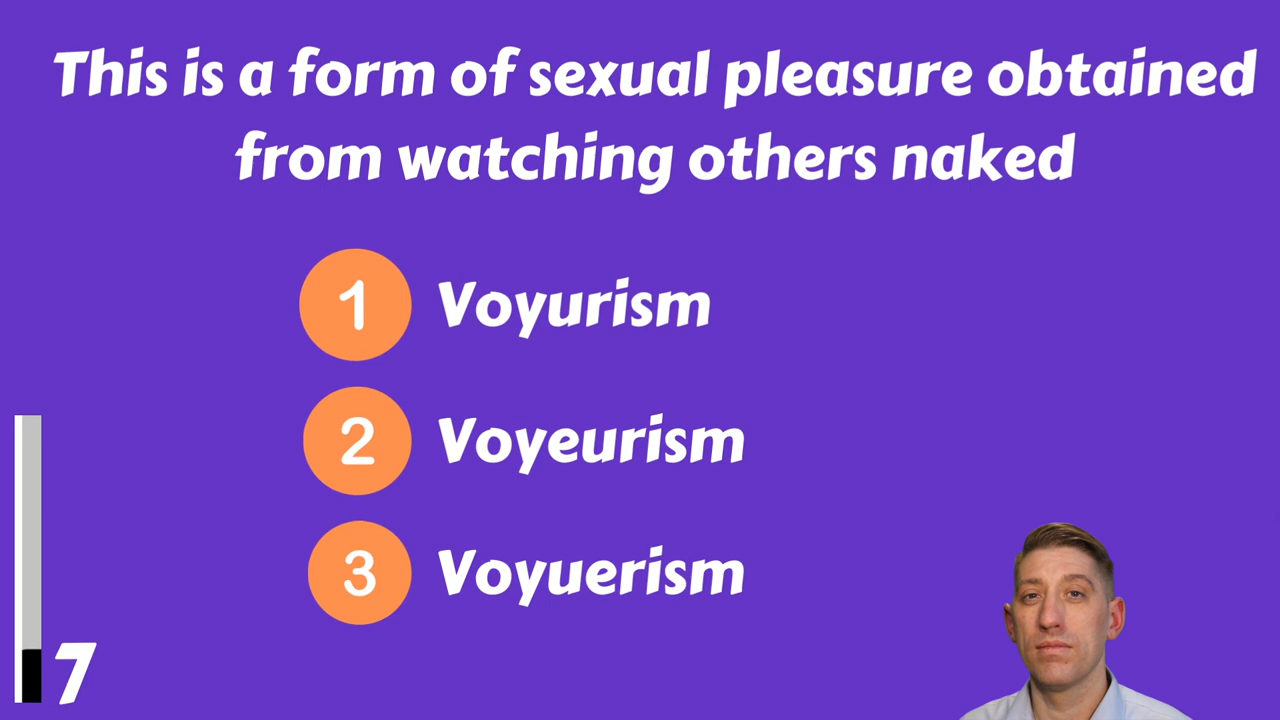 This is a form of sexual pleasure obtained
from watching others naked
1 Voyurism
2 Voyeurism
3 Voyuerism
7